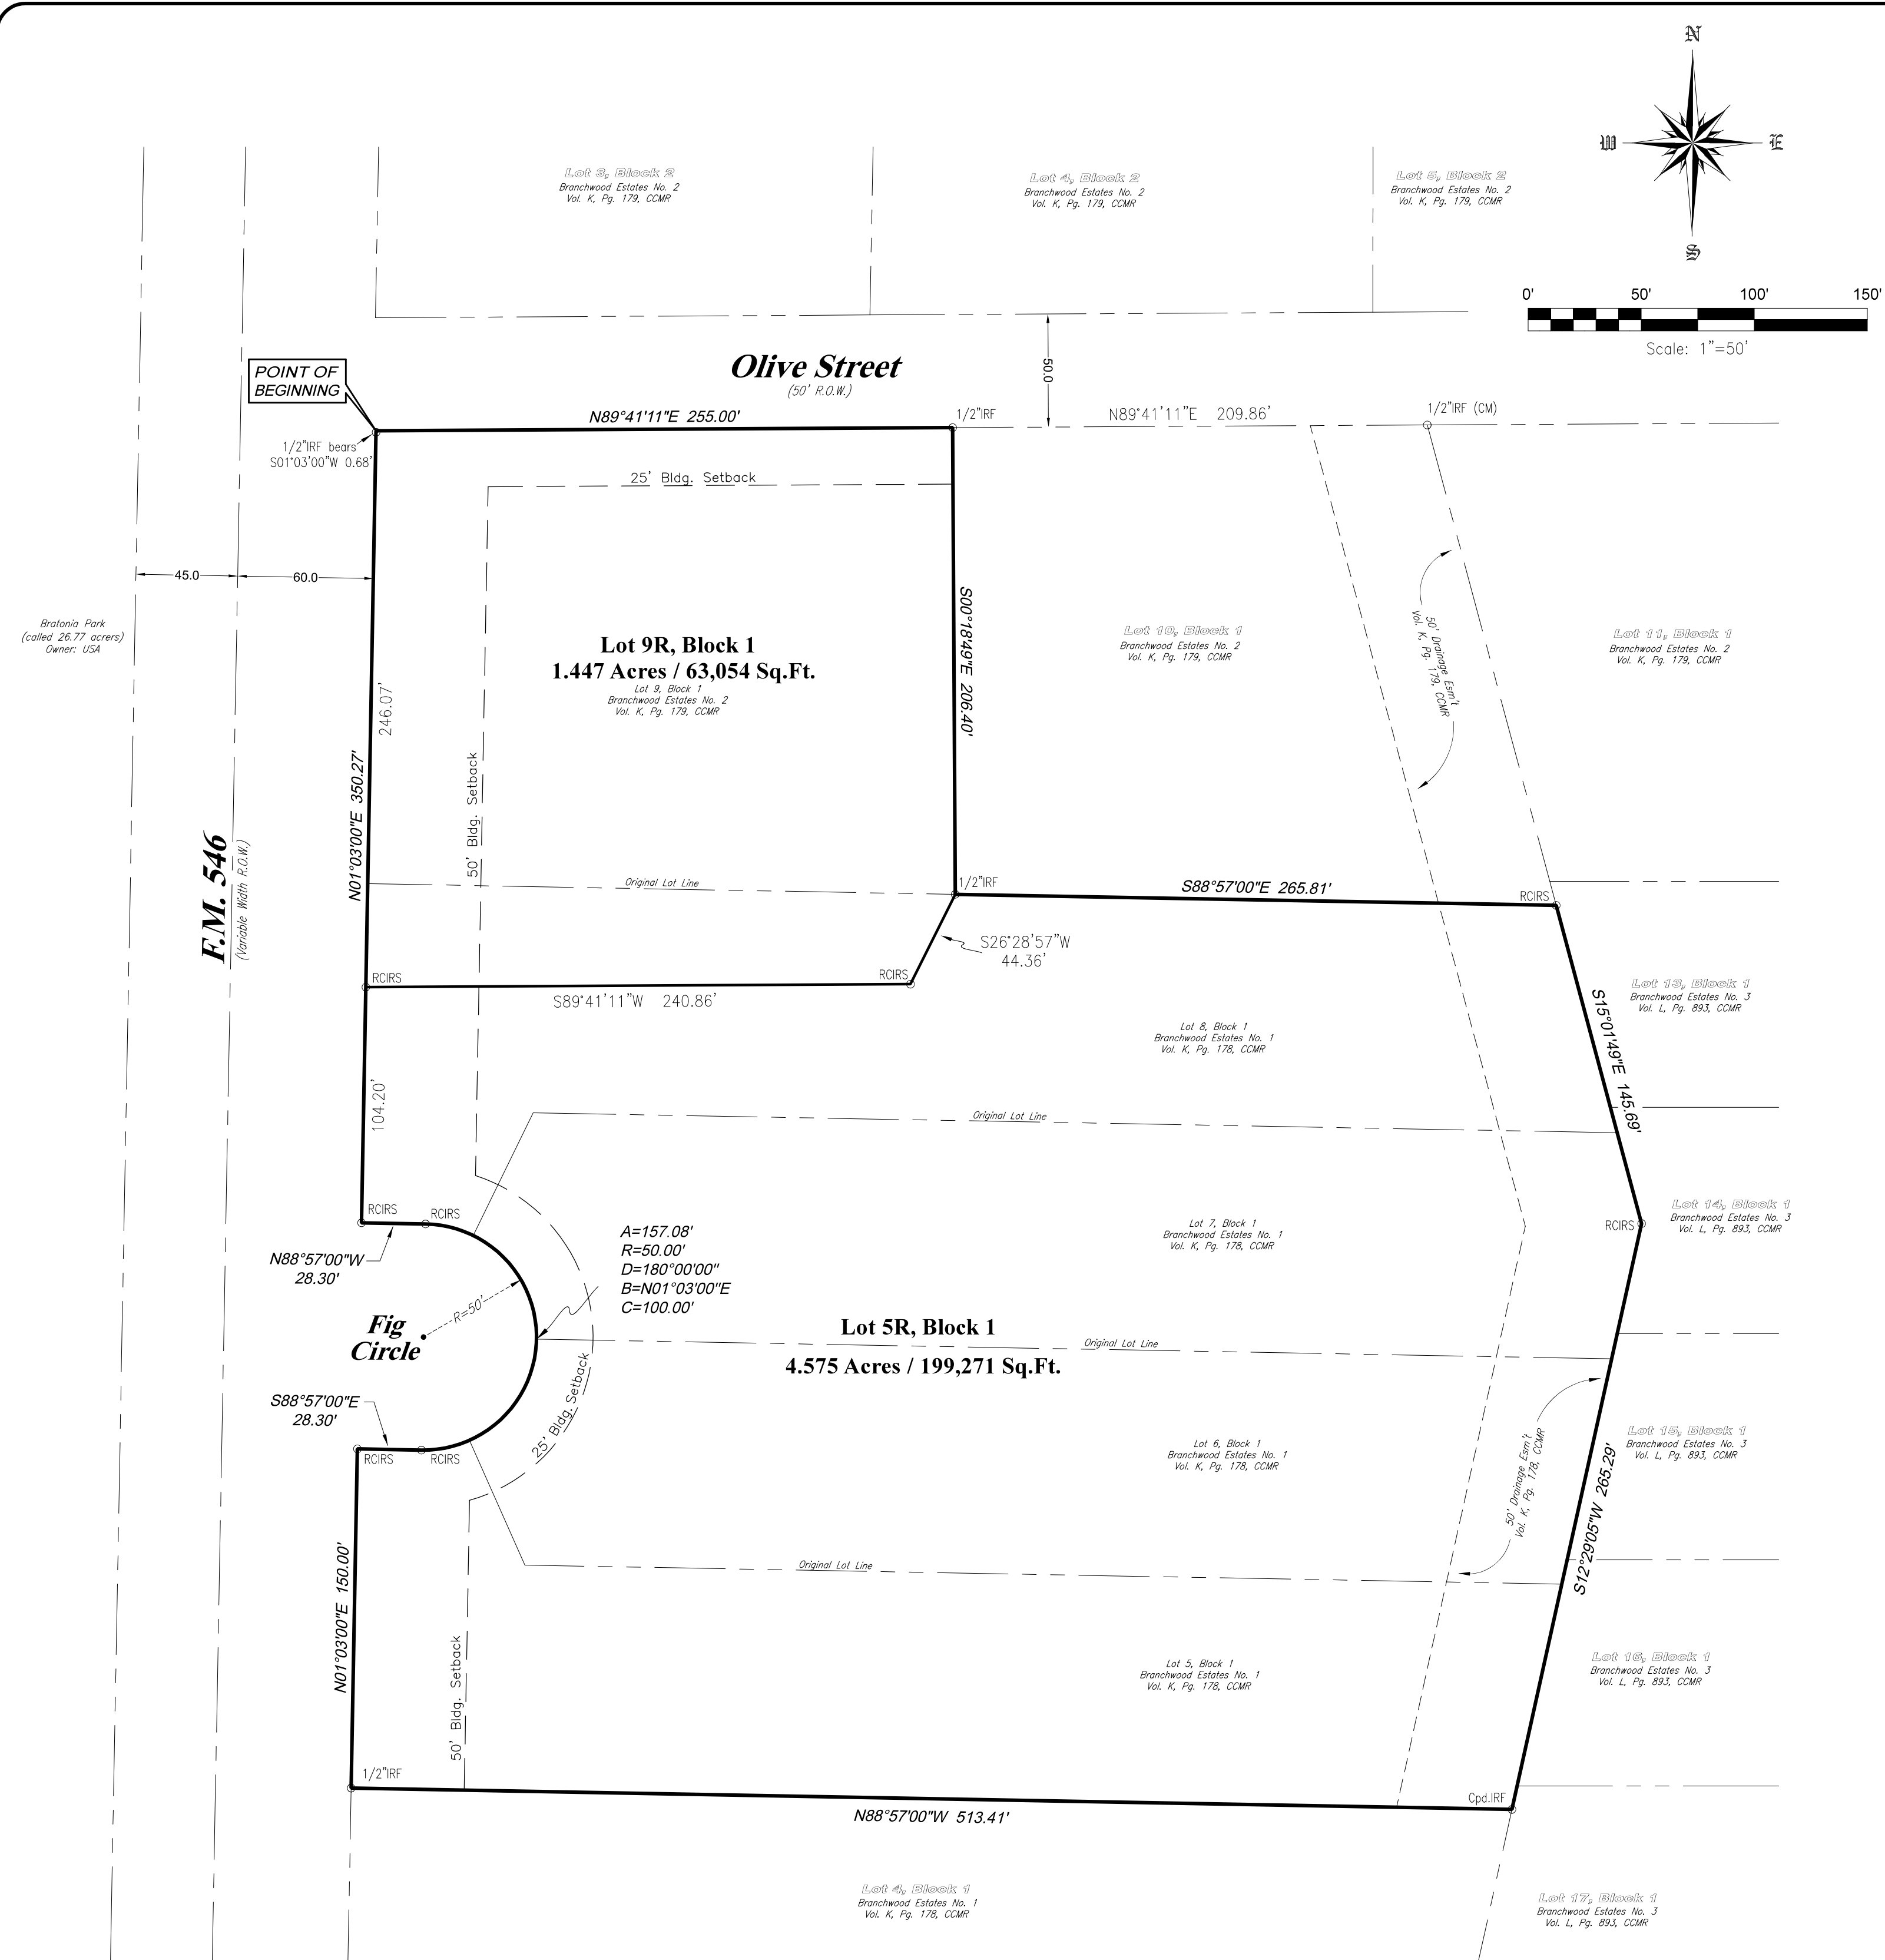 N
W
E
S
0'
50'
100'
150'
Scale: 1"=50'
Lot 3, Block 2
Branchwood Estates No. 2
Vol. K, Pg. 179, CCMR
Lot 4, Block 2
Branchwood Estates No. 2
Vol. K, Pg. 179, CCMR
Lot 5, Block 2
Branchwood Estates No. 2
Vol. K, Pg. 179, CCMR
POINT OF
BEGINNING
Olive Street
(50' R.O.W.)
50.0
N89°41'11"E 255.00'
1/2"IRF
N89°41'11"E 209.86'
1/2"IRF (CM)
1/2"IRF bears
S01°03'00"W 0.68'
25' Bldg. Setback
45.0
60.0
Bratonia Park
(called 26.77 acrers)
Owner: USA
Lot 9R, Block 1
1.447 Acres / 63,054 Sq.Ft.
Lot 9, Block 1
Branchwood Estates No. 2
Vol. K, Pg. 179, CCMR
S00°18'49"E 206.40'
Lot 10, Block 1
Branchwood Estates No. 2
Vol. K, Pg. 179, CCMR
50' Drainage Esm't
Vol. K, Pg. 179, CCMR
Lot 11, Block 1
Branchwood Estates No. 2
Vol. K, Pg. 179, CCMR
246.07'
N01°03'00"E 350.27'
50' Bldg. Setback
F.M. 546
(Variable Width R.O.W.)
Original Lot Line
1/2"IRF
S88°57'00"E 265.81'
RCIRS
S26°28'57"W
44.36'
RCIRS
RCIRS
S89°41'11"W 240.86'
Lot 13, Block 1
Branchwood Estates No. 3
Vol. L, Pg. 893, CCMR
S15°01'49"E 145.69'
Lot 8, Block 1
Branchwood Estates No. 1
Vol. K, Pg. 178, CCMR
104.20'
Original Lot Line
RCIRS
RCIRS
N88°57'00"W
28.30'
A=157.08'
R=50.00'
D=180°00'00"
B=N01°03'00"E
C=100.00'
Lot 7, Block 1
Branchwood Estates No. 1
Vol. K, Pg. 178, CCMR
RCIRS
Lot 14, Block 1
Branchwood Estates No. 3
Vol. L, Pg. 893, CCMR
R=50'
Fig
Circle
Lot 5R, Block 1
4.575 Acres / 199,271 Sq.Ft.
Original Lot Line
25' Bldg. Setback
S88°57'00"E
28.30'
RCIRS
RCIRS
Lot 6, Block 1
Branchwood Estates No. 1
Vol. K, Pg. 178, CCMR
50' Drainage Esm't
Vol. K, Pg. 178, CCMR
Lot 15, Block 1
Branchwood Estates No. 3
Vol. L, Pg. 893, CCMR
S12°29'05"W 265.29'
Original Lot Line
N01°03'00"E 150.00'
50' Bldg. Setback
Lot 5, Block 1
Branchwood Estates No. 1
Vol. K, Pg. 178, CCMR
Lot 16, Block 1
Branchwood Estates No. 3
Vol. L, Pg. 893, CCMR
1/2"IRF
Cpd.IRF
N88°57'00"W 513.41'
Lot 4, Block 1
Branchwood Estates No. 1
Vol. K, Pg. 178, CCMR
Lot 17, Block 1
Branchwood Estates No. 3
Vol. L, Pg. 893, CCMR